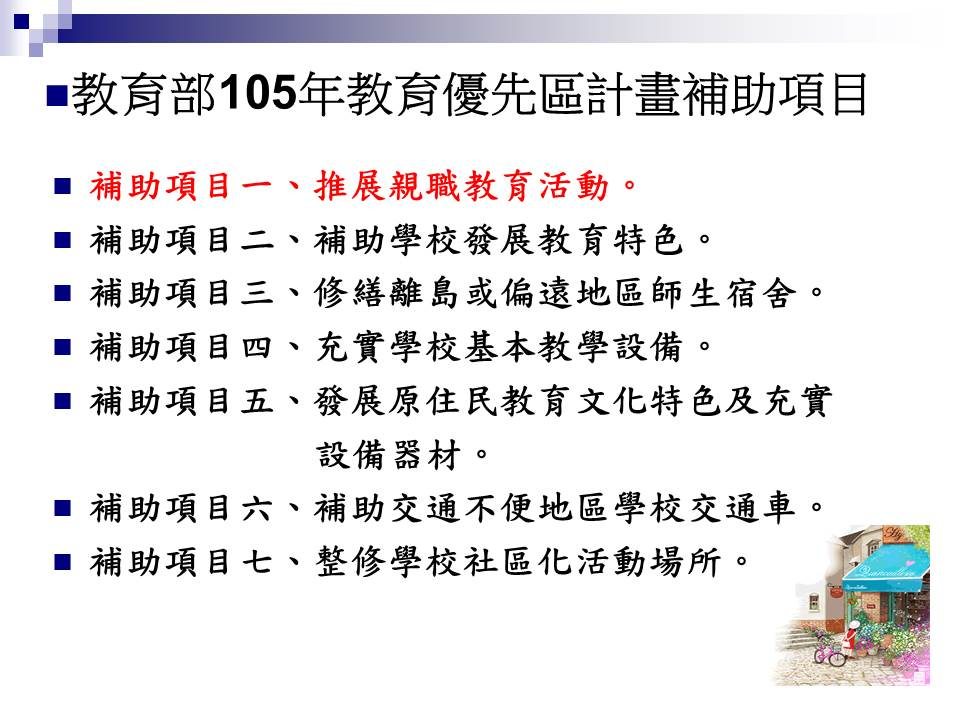 教育部105年教育優先區計畫補助項目
補助項目一、推展親職教育活動。
補助項目二、補助學校發展教育特色。
補助項目三、修繕離島或偏遠地區師生宿舍。
補助項目四、充實學校基本教學設備。
補助項目五、發展原住民教育文化特色及充實
設備器材。
補助項目六、補助交通不便地區學校交通車。
補助項目七、整修學校社區化活動場所。